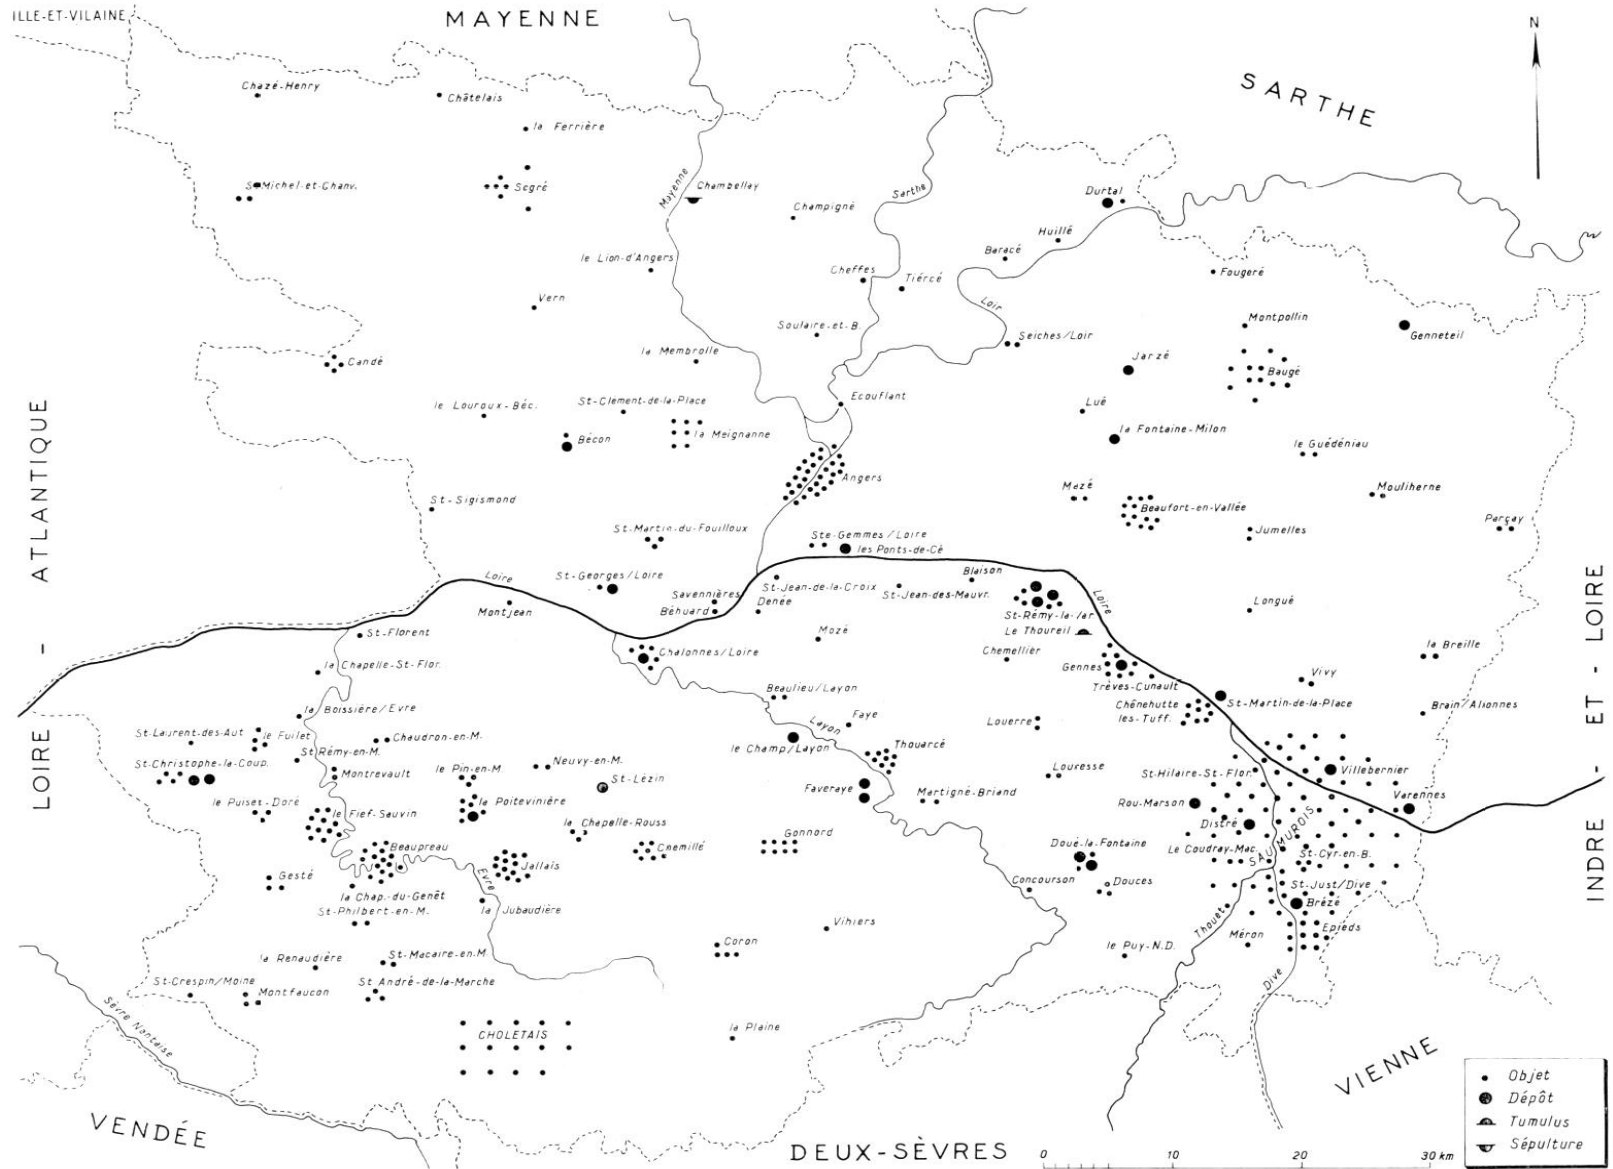 ILLE-ET-VILAINE
MAYENNE
N
SARTHE
Chazé-Henry
Châtelais
la Ferrière
St-Michel-et-Chanv.
Segré
Mayenne
Chambellay
Sarthe
Durtal
Champigné
Huillé
Baracé
le Lion-d'Angers
Cheffes
Tiercé
Fougeré
Vern
Loir
Montpollin
Soulaire-et-B.
Seiches/Loir
Genneteil
la Membrolle
Jarzé
Candé
Baugé
Ecouflant
le Louroux-Béc.
St-Clément-de-la-Place
Lué
Bécon
la Meignanne
la Fontaine-Milon
le Guédéniau
Angers
Mazé
Mouliherne
St-Sigismond
Beaufort-en-Vallée
Parçay
St-Martin-du-Fouilloux
Ste-Gemmes/Loire
Jumelles
les Ponts-de-Cé
LOIRE - ATLANTIQUE
Loire
St-Georges/Loire
Blaison
St-Jean-de-la-Croix
St-Jean-des-Mauvr.
Savennières
Loire
Montjean
Béhuard
Denée
St-Rémy-la-Var
Longué
St-Florent
Mozé
Le Thoureil
Chalonnes/Loire
Chemellier
la Breille
la Chapelle-St-Flor.
Gennes
Vivy
Trèves-Cunault
Beaulieu/Layon
la Boissière/Evre
Chênehutte
les-Tuff.
St-Martin-de-la-Place
Brain/Allonnes
Faye
Layon
Louerre
St-Laurent-des-Aut
le Fuilet
Chaudron-en-M.
le Champ/Layon
Thouarcé
St-Rémy-en-M.
St-Christophe-la-Coup.
Montrevault
le Pin-en-M.
Neuvy-en-M.
St-Lézin
Louresse
St-Hilaire-St-Flor.
Villebernier
Faveraye
Martigné-Briand
Varennes
le Puiset-Doré
la Poitevinière
Rou-Marson
le Fief-Sauvin
la Chapelle-Rouss
Distré
SAUMUROIS
Gonnord
Doué-la-Fontaine
Beaupreau
Chemillé
Le Coudray-Mac.
St-Cyr-en-B.
Jallais
Gesté
Evre
Concourson
Douces
St-Just/Dive
la Chap.-du-Genêt
Brézé
St-Philbert-en-M.
la Jubaudière
Thouet
Vihiers
Epieds
Méron
Coron
le Puy-N.D.
la Renaudière
St-Macaire-en-M
Dive
St-Crespin/Moine
Montfaucon
St André-de-la-Marche
Sèvre Nantaise
CHOLETAIS
la Plaine
INDRE - ET - LOIRE
VIENNE
VENDÉE
DEUX-SÈVRES
Objet
Dépôt
Tumulus
Sépulture
0 10 20 30 km